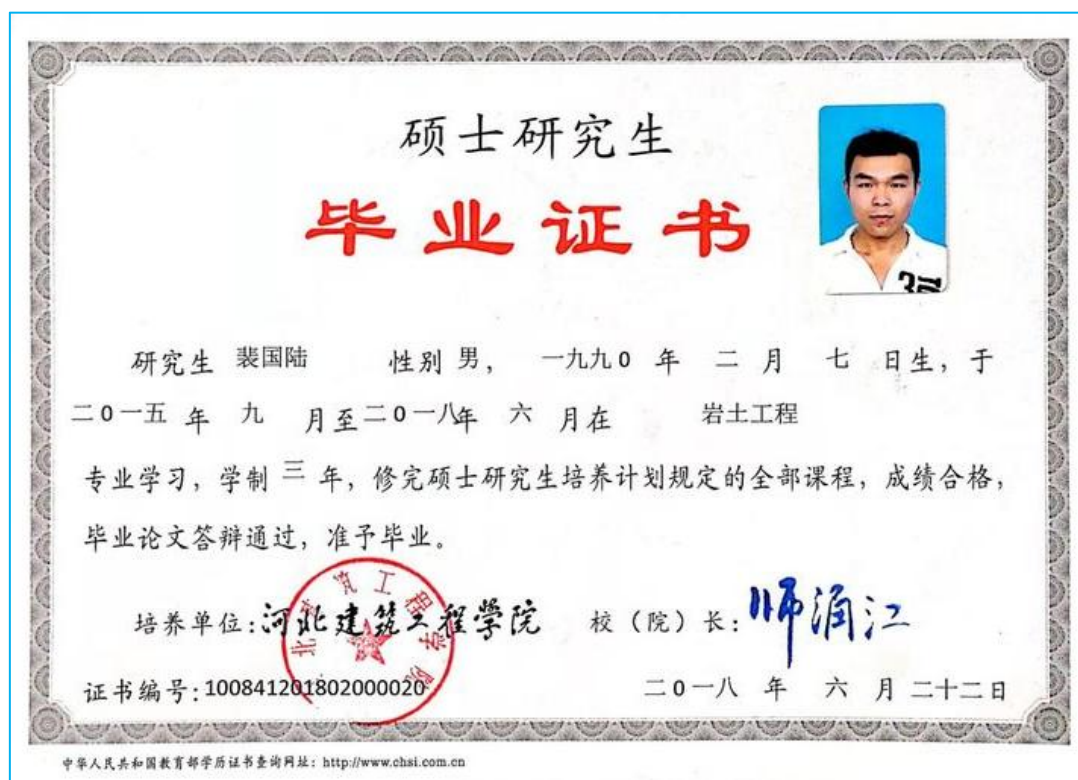 硕士研究生
毕业证书
研究生 裴国陆 性别 男， 一九九0 年 二 月 七 日生，于
二0一五 年 九 月至 二0一八年 六 月在 岩土工程
专业学习，学制 三 年，修完硕士研究生培养计划规定的全部课程，成绩合格，
毕业论文答辩通过，准予毕业。
培养单位：河北建筑工程學院 校（院）长：师涌江
证书编号：100841201802000020 二0一八 年 六 月 二十二日
中华人民共和国教育部学历证书查询网址：http://www.chsi.com.cn